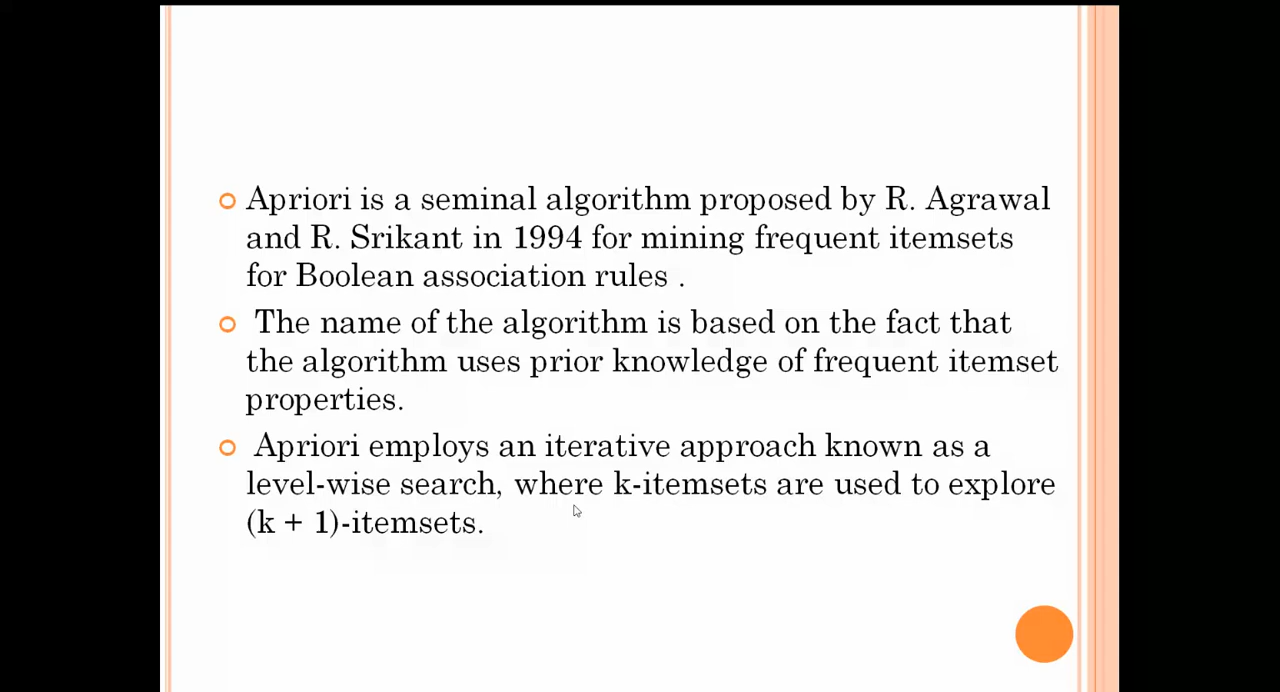 Apriori is a seminal algorithm proposed by R. Agrawal
and R. Srikant in 1994 for mining frequent itemsets
for Boolean association rules .
The name of the algorithm is based on the fact that
the algorithm uses prior knowledge of frequent itemset
properties.
Apriori employs an iterative approach known as a
level-wise search, where k-itemsets are used to explore
(k + 1)-itemsets.